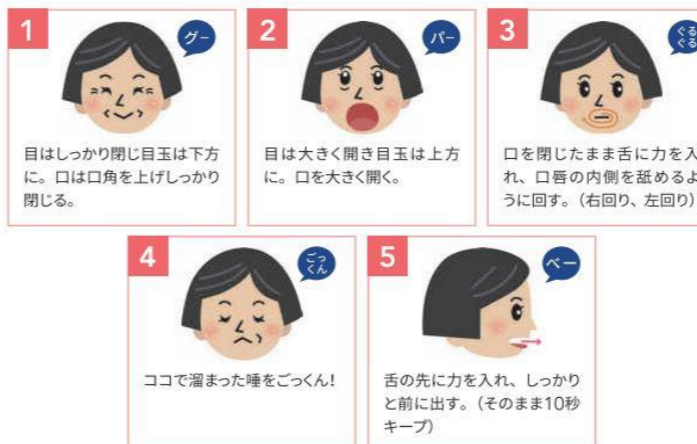 1
グー
目はしっかり閉じ目玉は下方
に。口は口角を上げしっかり
閉じる。
2
パー
目は大きく開き目玉は上方
に。口を大きく開く。
3
ぐる
ぐる
口を閉じたまま舌に力を入
れ、口唇の内側を舐めるよ
うに回す。（右回り、左回り）
4
ごっ
くん
ココで溜まった唾をごっくん！
5
べー
舌の先に力を入れ、しっかり
と前に出す。（そのまま10秒
キープ）